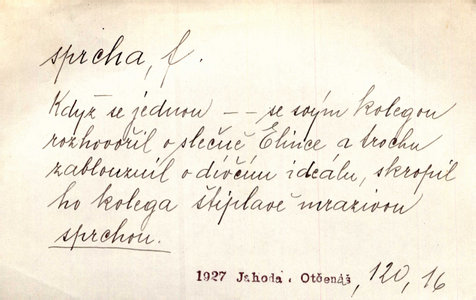 sprcha, f.
Když se jednou -- se svým kolegou
rozhovořil o slečně Elince a trochu
zablouznil o dívčím ideálu, skropil
ho kolega štiplavě mrazivou
sprchou.
1927 Jahoda, Otčenáš, 120, 16